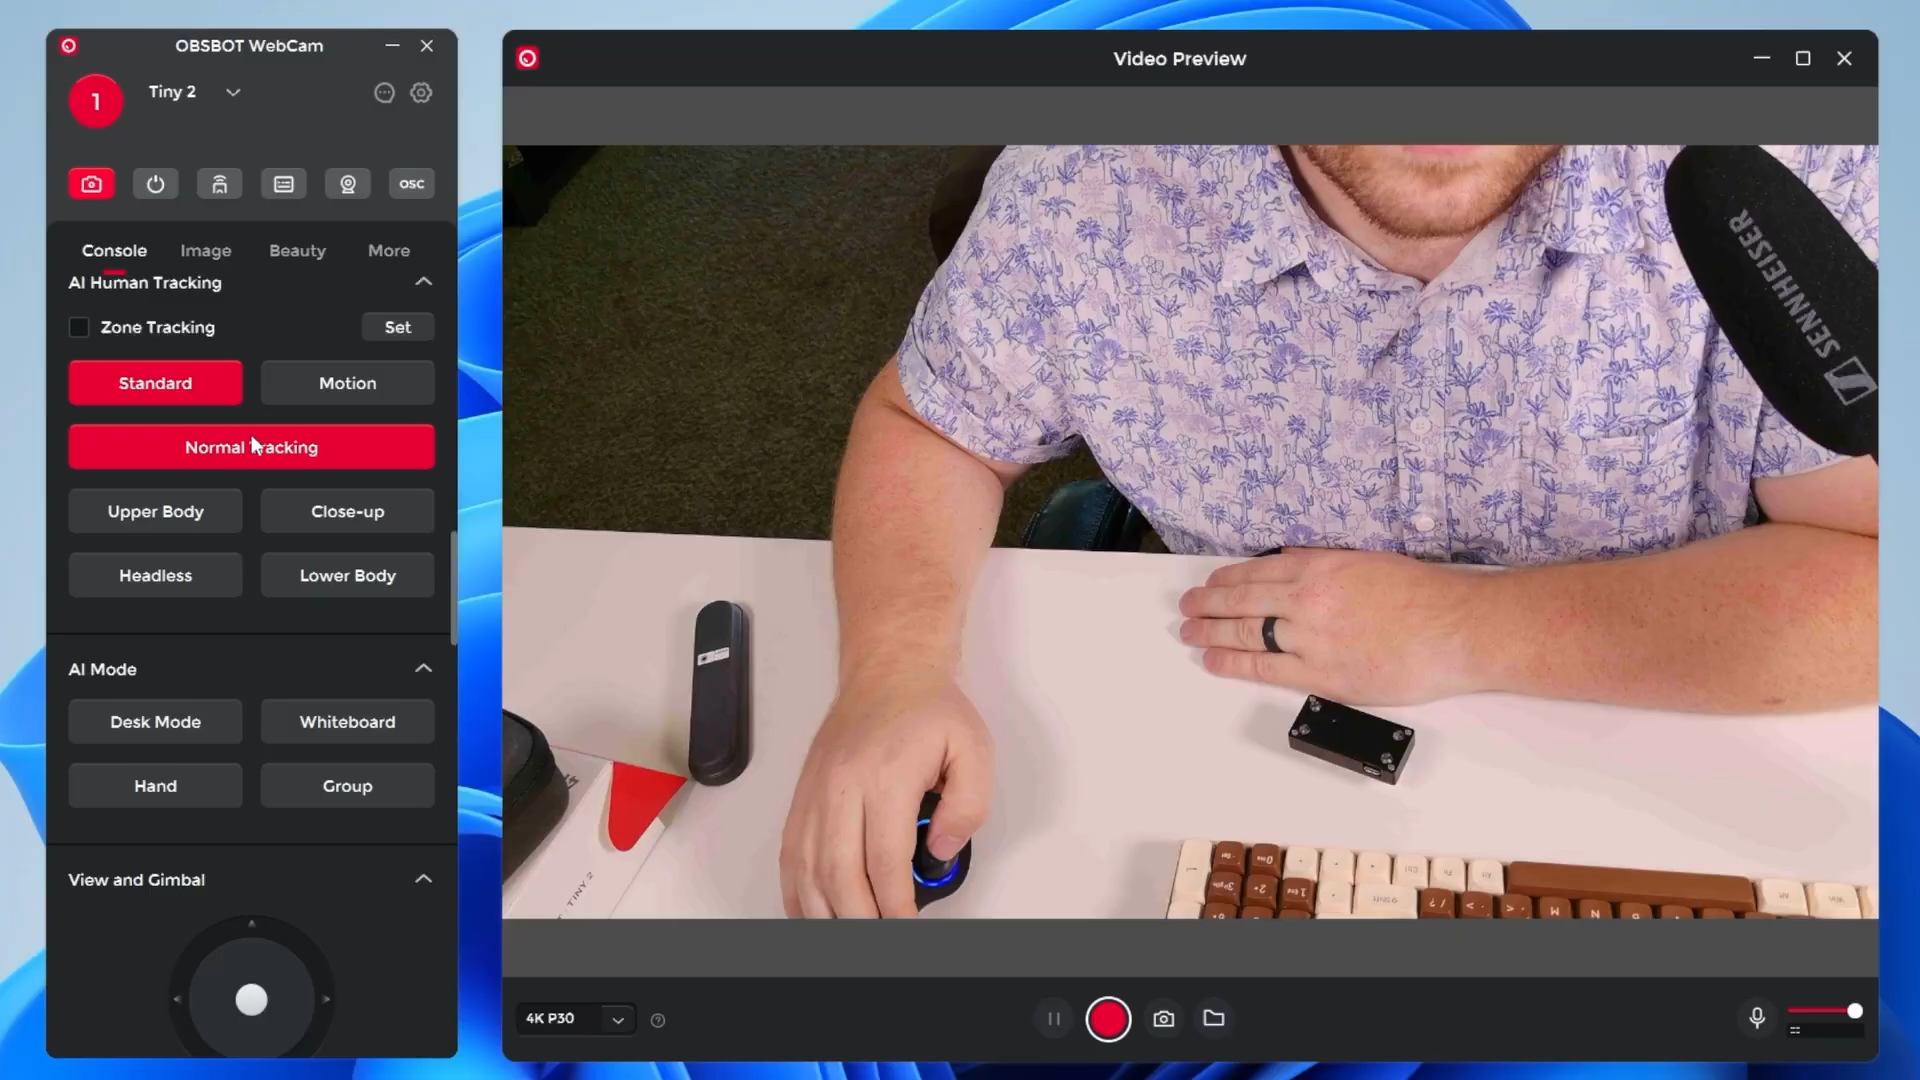 OBSBOT WebCam
1
Tiny 2
OSC
Console
Image
Beauty
More
AI Human Tracking
Zone Tracking
Set
Standard
Motion
Normal Tracking
Upper Body
Close-up
Headless
Lower Body
AI Mode
Desk Mode
Whiteboard
Hand
Group
View and Gimbal
Video Preview
SENNHEISER
TINY 2
4K P30